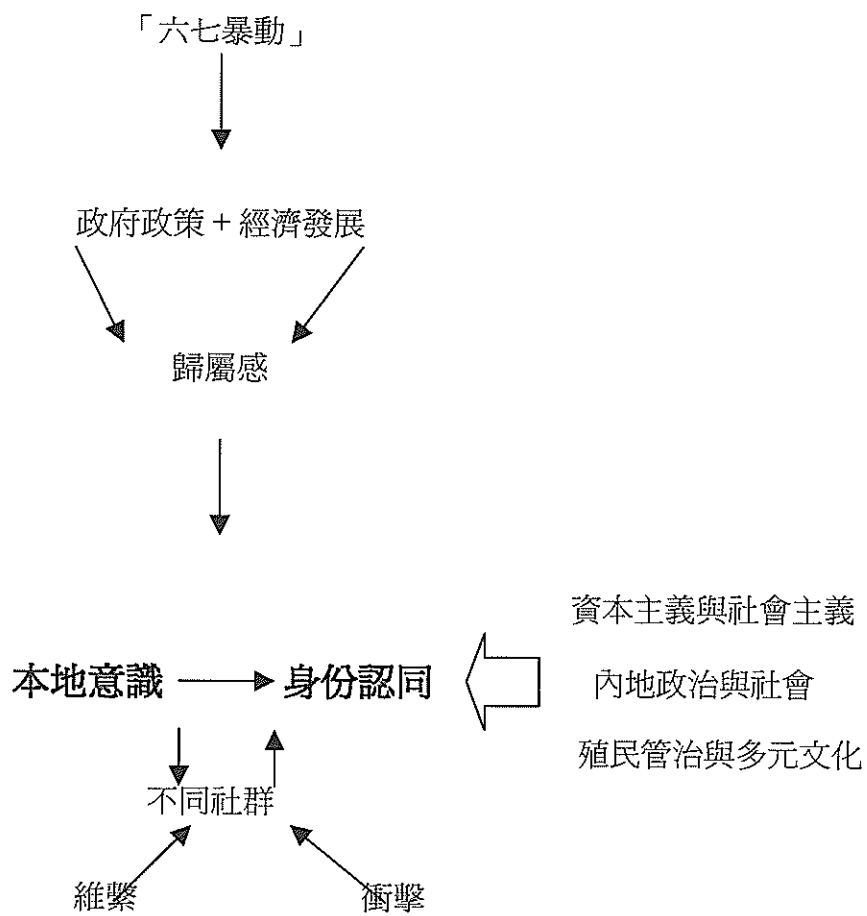 「六七暴動」
政府政策 + 經濟發展
歸屬感
資本主義與社會主義
本地意識
身份認同
內地政治與社會
殖民管治與多元文化
不同社群
維繫
衝擊